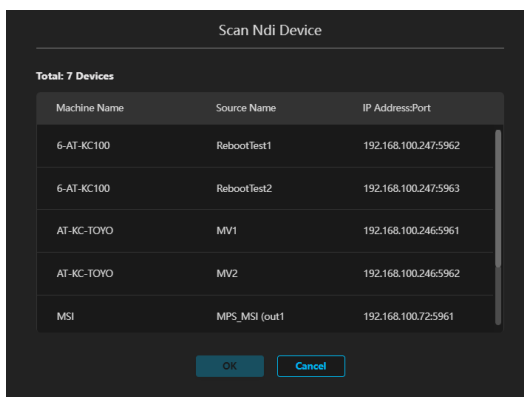 Scan Ndi Device
Total: 7 Devices
Machine Name Source Name IP Address:Port
6-AT-KC100 RebootTest1 192.168.100.247:5962
6-AT-KC100 RebootTest2 192.168.100.247:5963
AT-KC-TOYO MV1 192.168.100.246:5961
AT-KC-TOYO MV2 192.168.100.246:5962
MSI MPS_MSI (out1 192.168.100.72:5961
OK Cancel